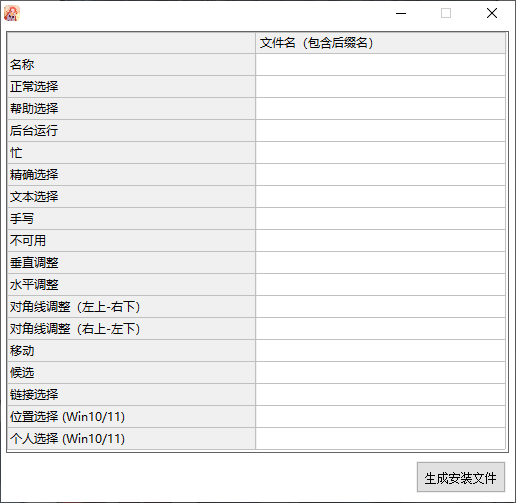 文件名（包含后缀名）
名称
正常选择
帮助选择
后台运行
忙
精确选择
文本选择
手写
不可用
垂直调整
水平调整
对角线调整（左上-右下）
对角线调整（右上-左下）
移动
候选
链接选择
位置选择 (Win10/11)
个人选择 (Win10/11)
生成安装文件